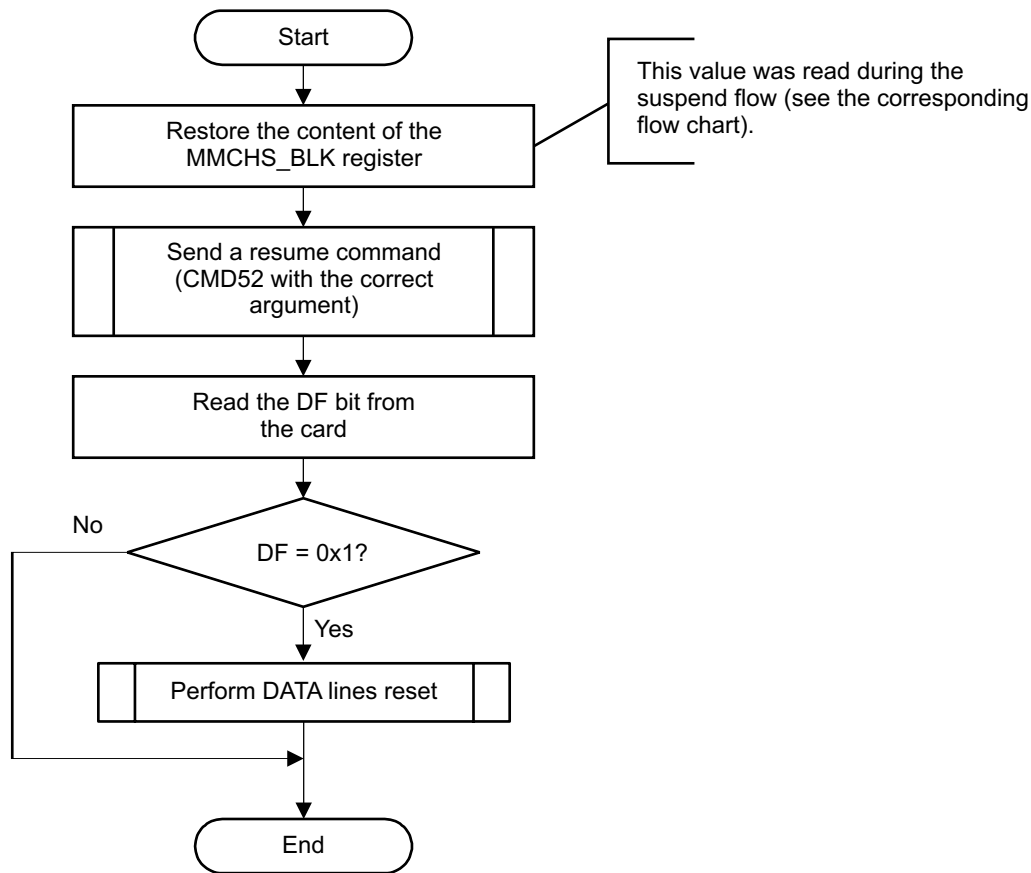 Start
This value was read during the
suspend flow (see the corresponding
flow chart).
Restore the content of the
MMCHS_BLK register
Send a resume command
(CMD52 with the correct
argument)
Read the DF bit from
the card
No
DF = 0x1?
Yes
Perform DATA lines reset
End